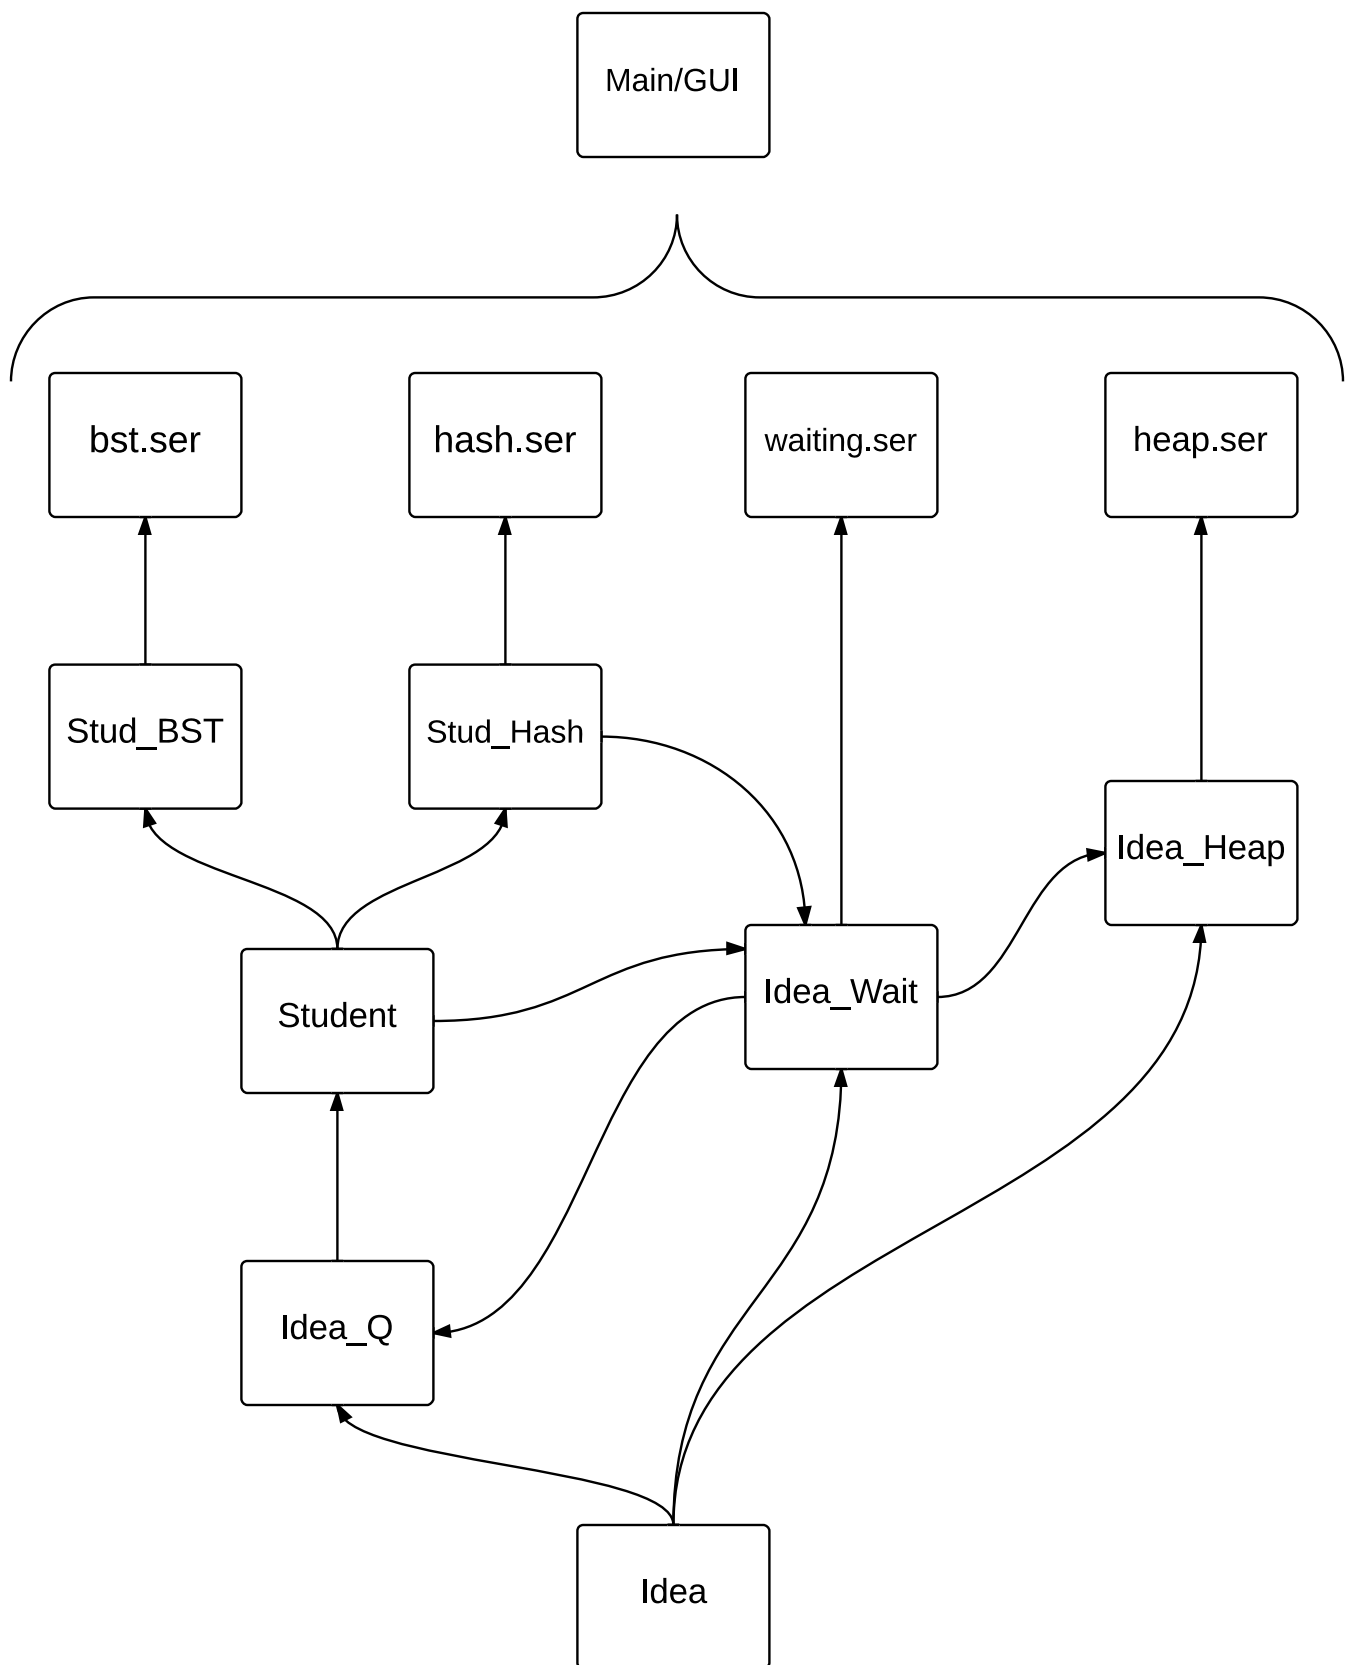 Main/GUI
bst.ser
hash.ser
waiting.ser
heap.ser
Stud_BST
Stud_Hash
Idea_Heap
Student
Idea_Wait
Idea_Q
Idea